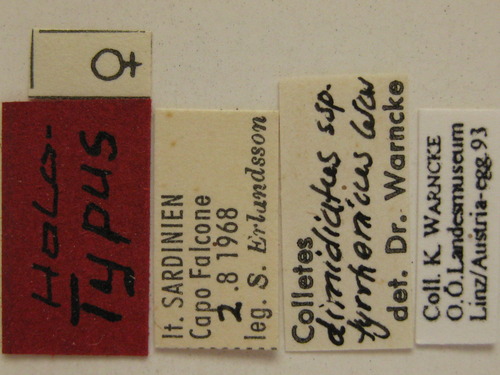 ♀
Holo-
Typus
It. SARDINIEN
Capo Falcone
2.8 1968
leg. S. Erlandsson
Colletes
dimidiatus ssp.
tyrrhenicus
det. Dr. Warncke
Coll. K. WARNCKE
O.Ö.Landesmuseum
Linz/Austria-egg.93